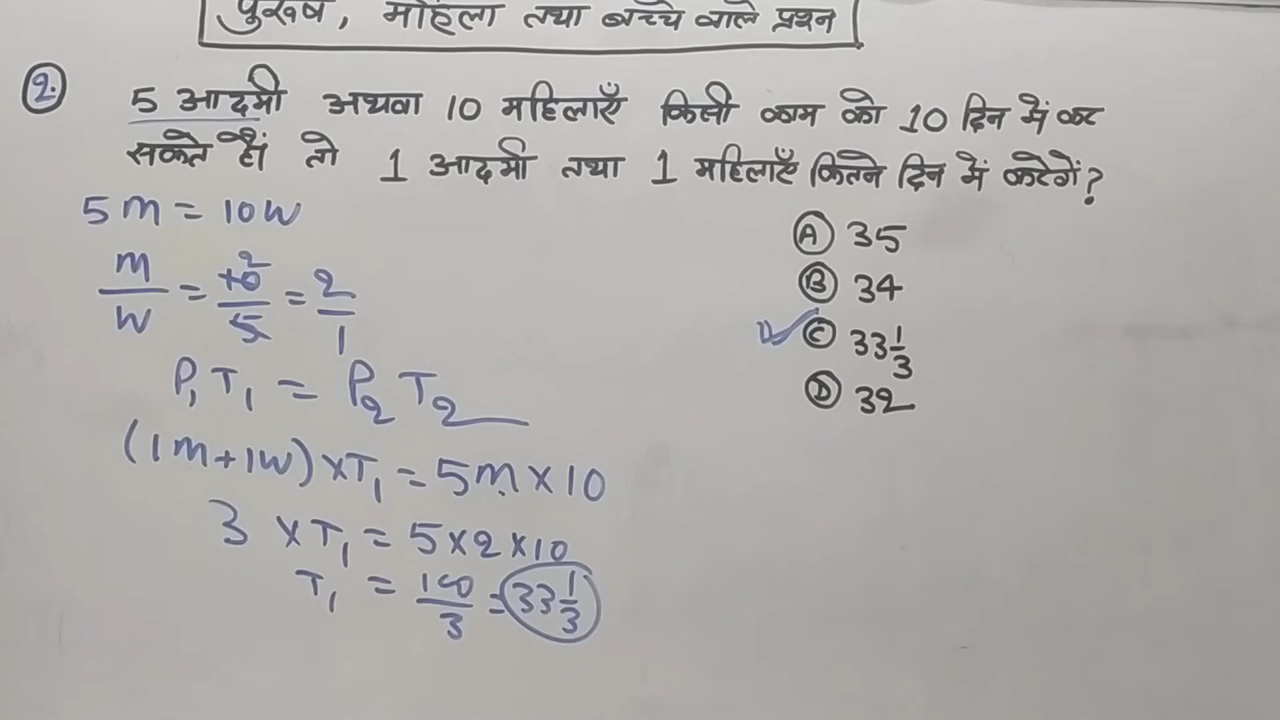 पुरूष, महिला तथा बच्चे वाले प्रश्न
2. 5 आदमी अथवा 10 महिलाएँ किसी काम को 10 दिन में कर
सकते हैं तो 1 आदमी तथा 1 महिलाएँ कितने दिन में करेगें?
5m = 10W
m/W = 10/5 2 = 2/1
P₁T₁ = P₂T₂
(1m+1W) × T₁ = 5m × 10
3 × T₁ = 5×2×10
T₁ = 100/3 = 33 1/3
A 35
B 34
C 33 1/3
D 32